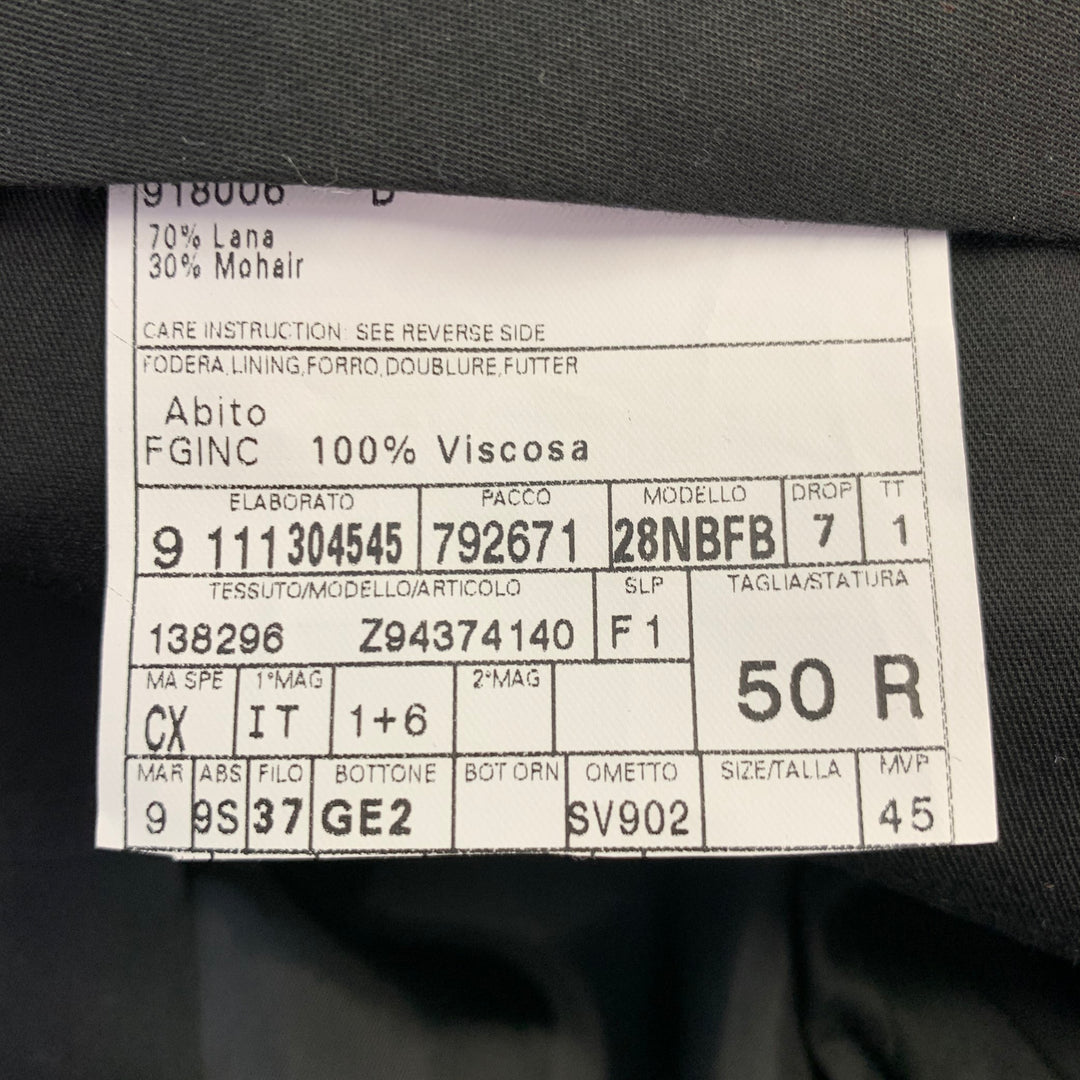 918006 D
70% Lana
30% Mohair
CARE INSTRUCTION: SEE REVERSE SIDE
FODERA,LINING,FORRO,DOUBLURE,FUTTER
Abito
FGINC 100% Viscosa
ELABORATO PACCO MODELLO DROP TT
9 111304545 792671 28NBFB 7 1
TESSUTO/MODELLO/ARTICOLO SLP TAGLIA/STATURA
138296 Z94374140 F1 50 R
MA SPE 1°MAG 2°MAG
CX IT 1+6
MAR ABS FILO BOTTONE BOT ORN OMETTO SIZE/TALLA MVP
9 9S 37 GE2 SV902 45